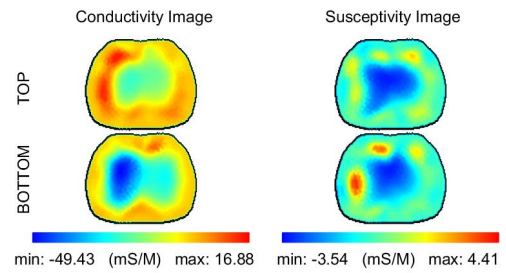 Conductivity Image Susceptivity Image
TOP
BOTTOM
min: -49.43 (mS/M) max: 16.88 min: -3.54 (mS/M) max: 4.41